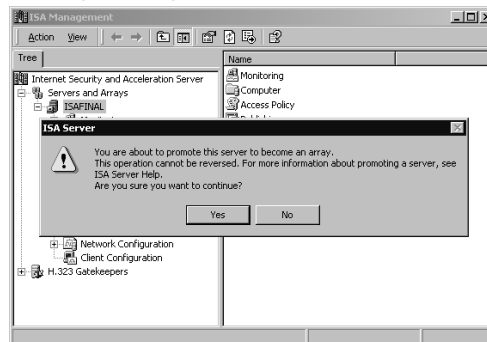 ISA Management
Action View
Tree
Name
Internet Security and Acceleration Server
Servers and Arrays
ISAFINAL
Monitoring
Computer
Access Policy
ISA Server
You are about to promote this server to become an array.
This operation cannot be reversed. For more information about promoting a server, see
ISA Server Help.
Are you sure you want to continue?
Yes No
Network Configuration
Client Configuration
H.323 Gatekeepers